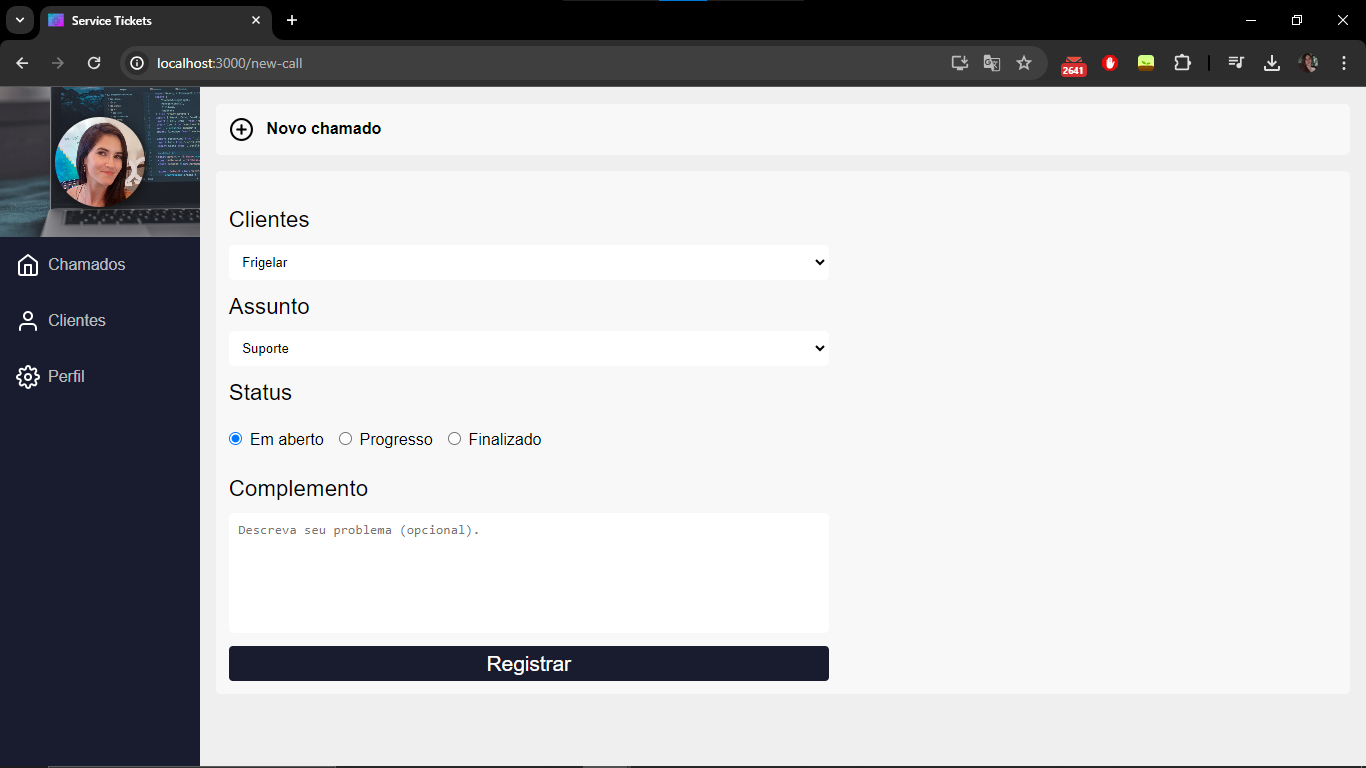 Service Tickets
localhost:3000/new-call
2641
Novo chamado
Chamados
Clientes
Perfil
Clientes
Frigelar
Assunto
Suporte
Status
Em aberto Progresso Finalizado
Complemento
Descreva seu problema (opcional).
Registrar